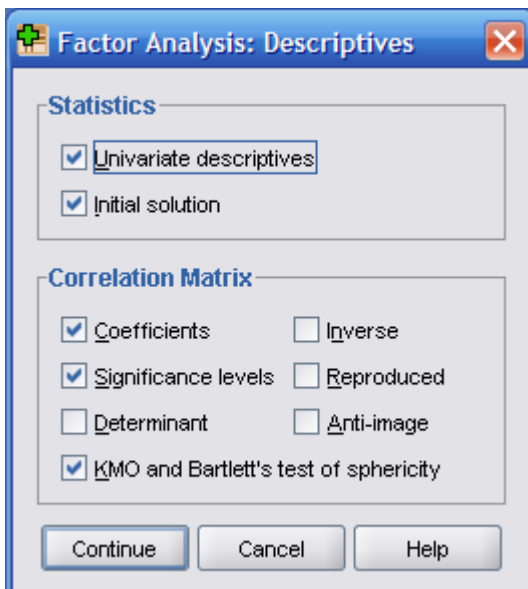 Factor Analysis: Descriptives
Statistics
Univariate descriptives
Initial solution
Correlation Matrix
Coefficients Inverse
Significance levels Reproduced
Determinant Anti-image
KMO and Bartlett's test of sphericity
Continue Cancel Help